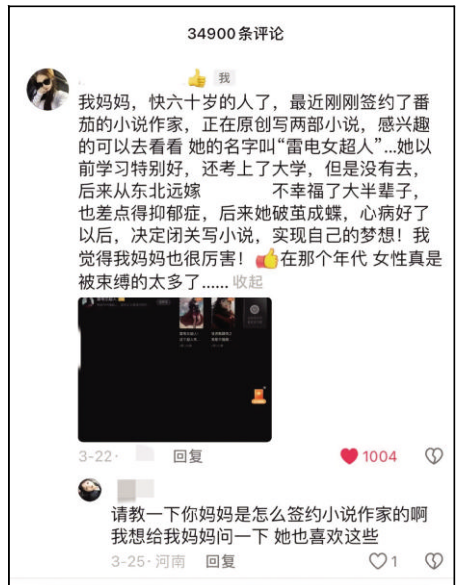 34900条评论
我
我妈妈，快六十岁的人了，最近刚刚签约了番
茄的小说作家，正在原创写两部小说，感兴趣
的可以去看看 她的名字叫“雷电女超人”...她以
前学习特别好，还考上了大学，但是没有去，
后来从东北远嫁 不幸福了大半辈子，
也差点得抑郁症，后来她破茧成蝶，心病好了
以后，决定闭关写小说，实现自己的梦想！我
觉得我妈妈也很厉害！👍在那个年代 女性真是
被束缚的太多了...... 收起
3-22· 回复 1004
请教一下你妈妈是怎么签约小说作家的啊
我想给我妈妈问一下 她也喜欢这些
3-25·河南 回复 1